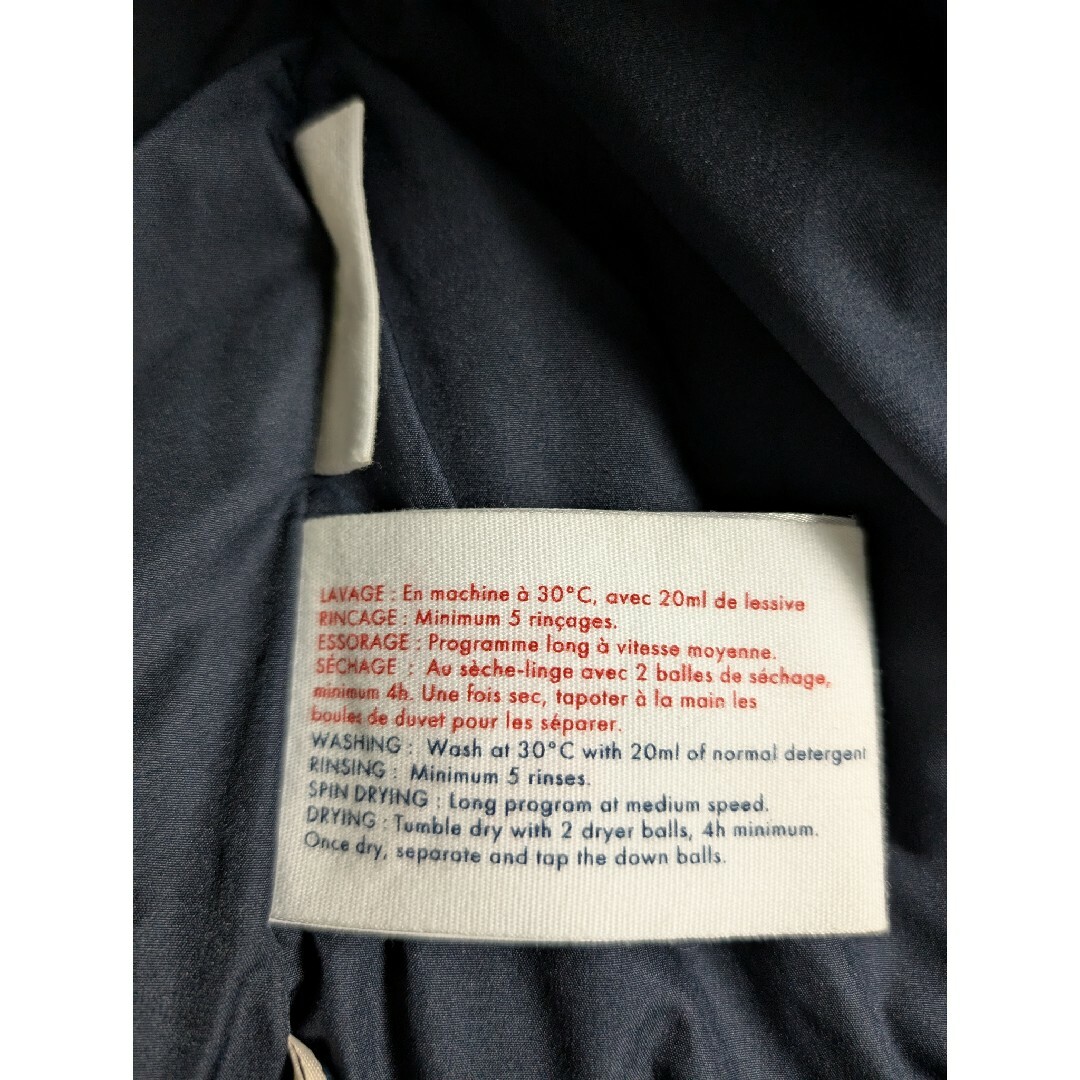 LAVAGE : En machine à 30°C, avec 20ml de lessive
RINCAGE : Minimum 5 rinçages.
ESSORAGE : Programme long à vitesse moyenne.
SÉCHAGE : Au sèche-linge avec 2 balles de séchage,
minimum 4h. Une fois sec, tapoter à la main les
boules de duvet pour les séparer.
WASHING : Wash at 30°C with 20ml of normal detergent
RINSING : Minimum 5 rinses.
SPIN DRYING : Long program at medium speed.
DRYING : Tumble dry with 2 dryer balls, 4h minimum.
Once dry, separate and tap the down balls.